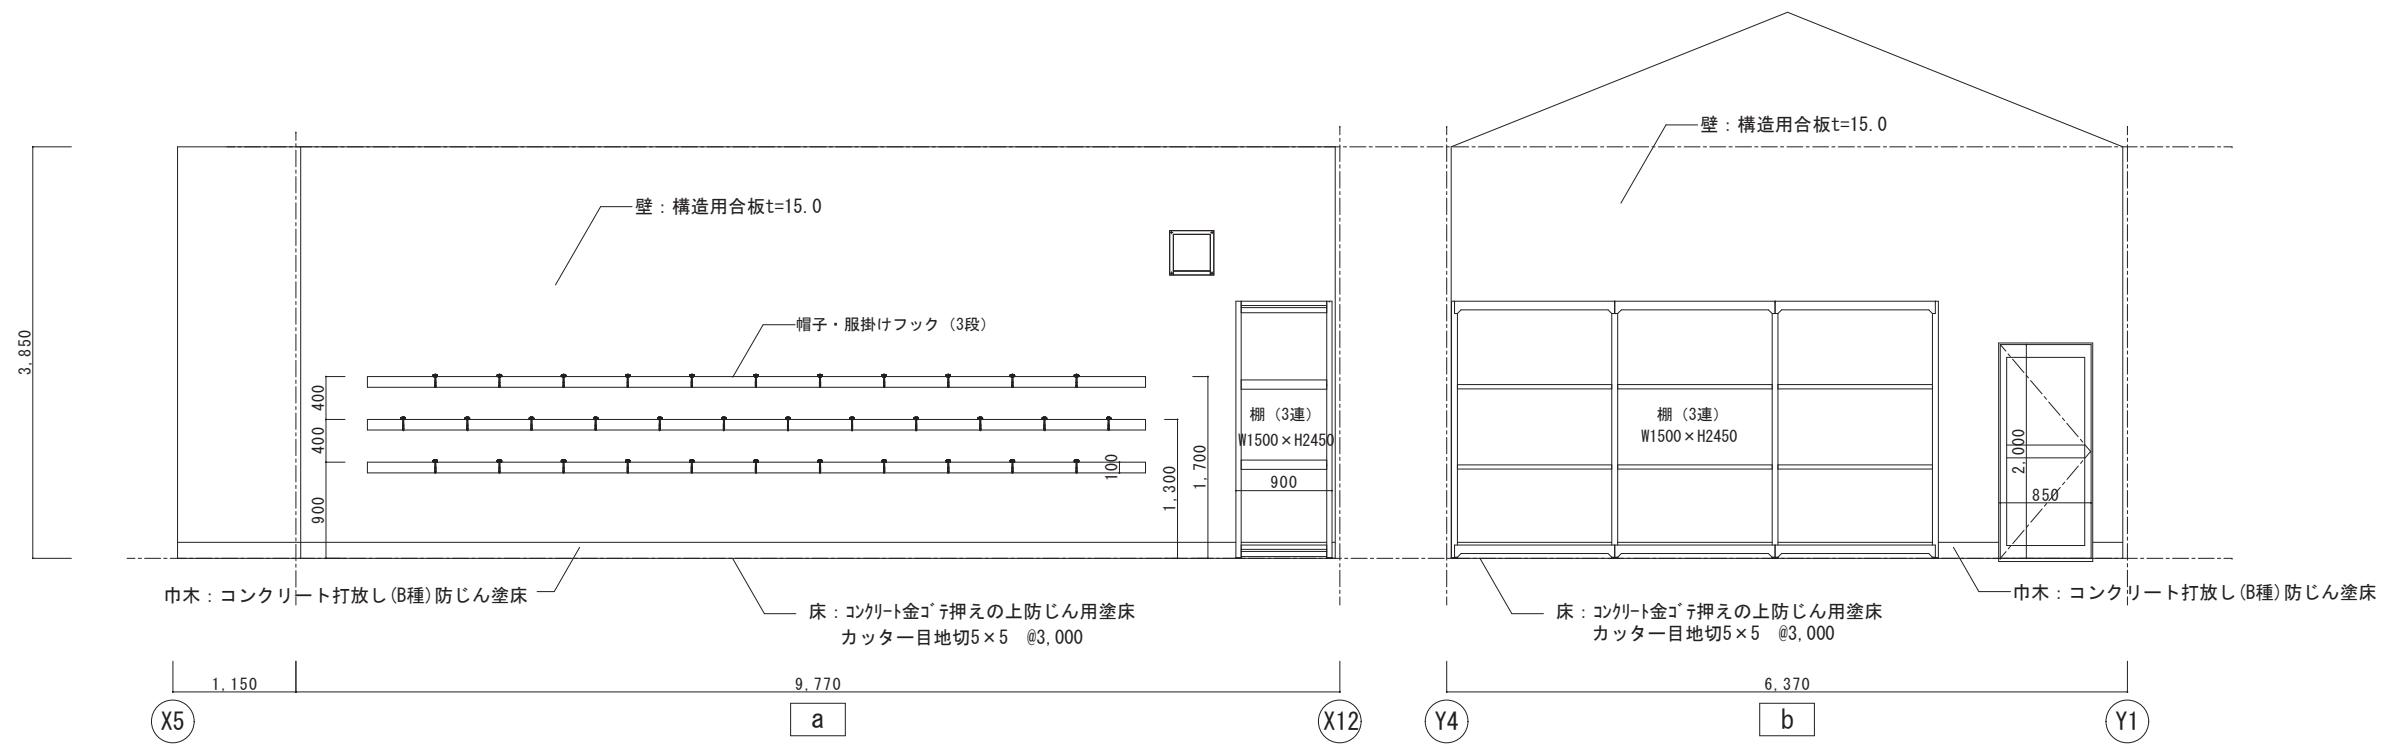 壁：構造用合板t=15.0
帽子・服掛けフック（3段）
3,850
400
400
900
100
1,300
1,700
棚（3連）
W1500×H2450
900
巾木：コンクリート打放し(B種)防じん塗床
床：ｺﾝｸﾘｰﾄ金ｺﾞﾃ押えの上防じん用塗床
カッター目地切5×5　@3,000
1,150
9,770
X5
a
X12
壁：構造用合板t=15.0
棚（3連）
W1500×H2450
2,000
850
床：ｺﾝｸﾘｰﾄ金ｺﾞﾃ押えの上防じん用塗床
カッター目地切5×5　@3,000
巾木：コンクリート打放し(B種)防じん塗床
6,370
Y4
b
Y1